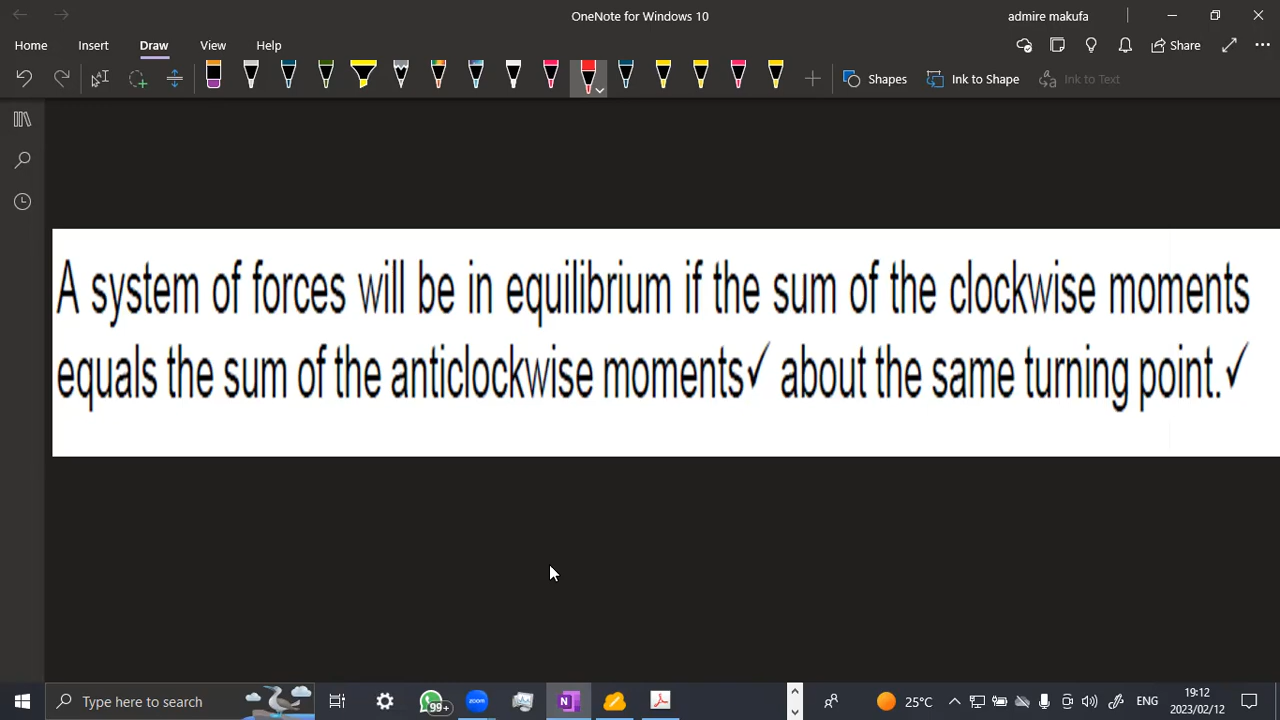 OneNote for Windows 10
admire makufa
Home Insert Draw View Help
Share
Shapes
Ink to Shape
Ink to Text
A system of forces will be in equilibrium if the sum of the clockwise moments
equals the sum of the anticlockwise moments✓ about the same turning point.✓
Type here to search
99+
zoom
25°C
ENG
19:12
2023/02/12